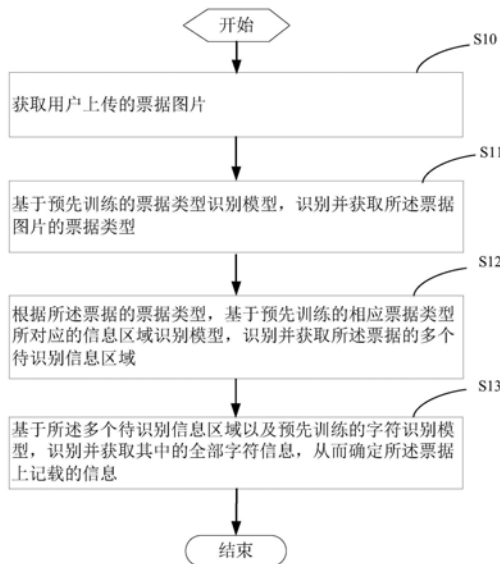 开始
S10
获取用户上传的票据图片
S11
基于预先训练的票据类型识别模型，识别并获取所述票据
图片的票据类型
S12
根据所述票据的票据类型，基于预先训练的相应票据类型
所对应的信息区域识别模型，识别并获取所述票据的多个
待识别信息区域
S13
基于所述多个待识别信息区域以及预先训练的字符识别模
型，识别并获取其中的全部字符信息，从而确定所述票据
上记载的信息
结束